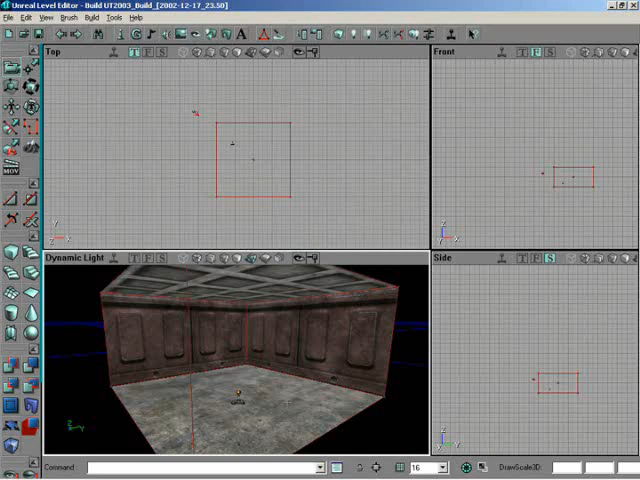 Unreal Level Editor - Build UT2003_Build_[2002-12-17_23.50]
File Edit View Brush Build Tools Help
MOV
Top T F S
Front T F S
Y
Z X
Z
Y X
Dynamic Light T F S
Side T F S
Z
Y
Z
X Y
Command : 16 DrawScale3D: